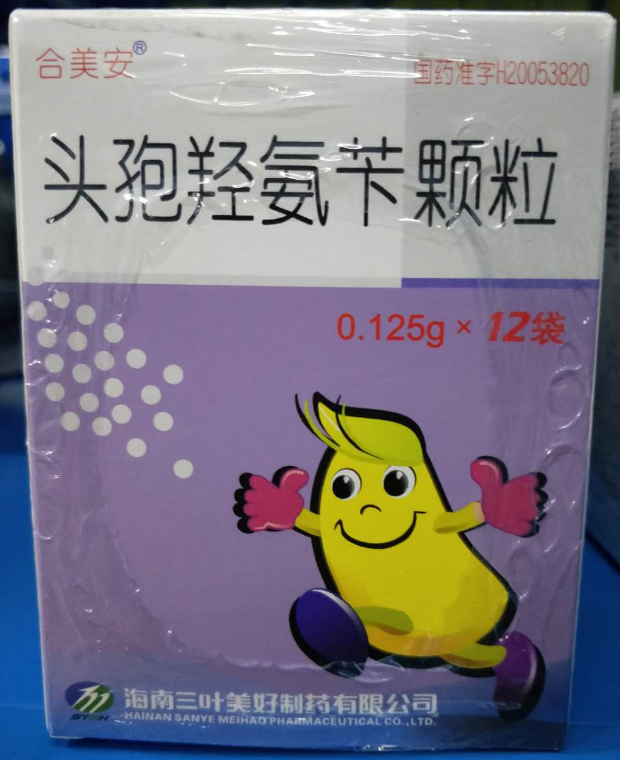 合美安®
国药准字H20053820
头孢羟氨苄颗粒
0.125g × 12袋
海南三叶美好制药有限公司
HAINAN SANYE MEIHAO PHARMACEUTICAL CO.,LTD.
SYMH